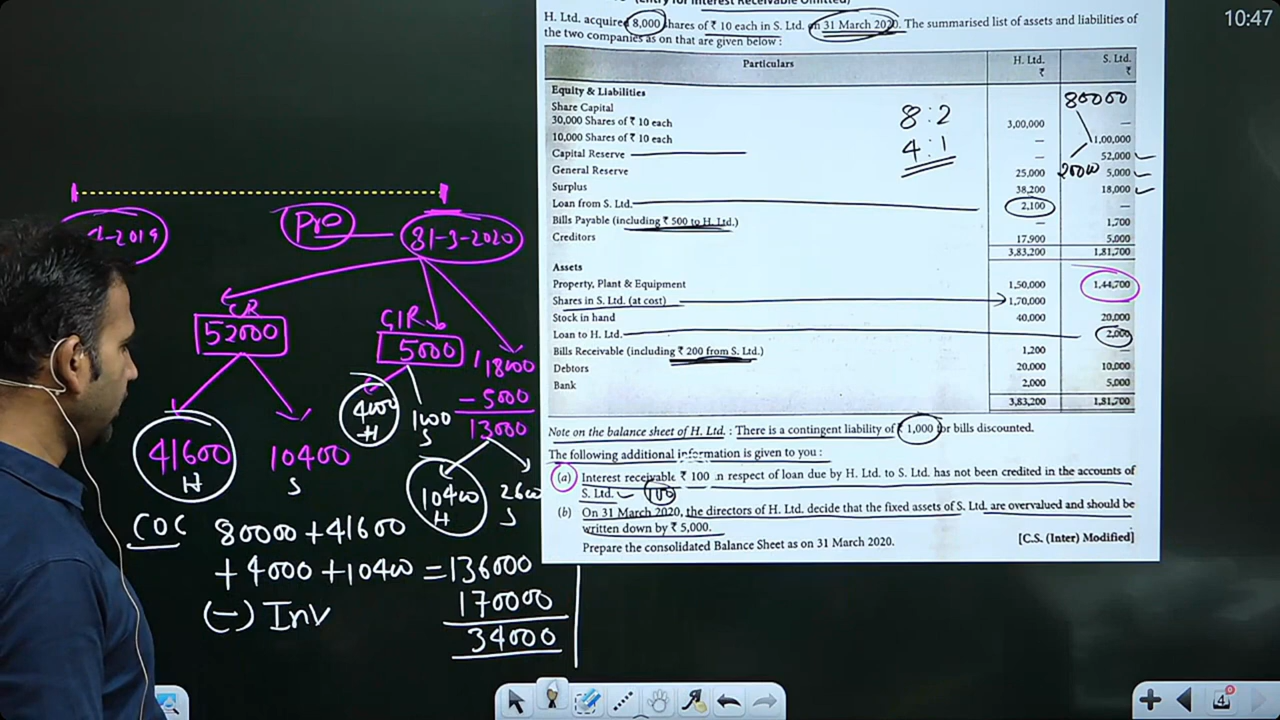 10:47
(Entry for Interest Receivable Omitted)
H. Ltd. acquired 8,000 shares of ₹ 10 each in S. Ltd. on 31 March 2020. The summarised list of assets and liabilities of
the two companies as on that are given below :
Particulars H. Ltd. ₹ S. Ltd. ₹
Equity & Liabilities
80000
Share Capital
8:2
30,000 Shares of ₹ 10 each 3,00,000 —
10,000 Shares of ₹ 10 each — 1,00,000
4:1
Capital Reserve — 52,000
General Reserve 25,000 5,000
20000
Surplus 38,200 18,000
Loan from S. Ltd. 2,100 —
Bills Payable (including ₹ 500 to H. Ltd.) — 1,700
Creditors 17,900 5,000
3,83,200 1,81,700
Assets
Property, Plant & Equipment 1,50,000 1,44,700
Shares in S. Ltd. (at cost) 1,70,000
Stock in hand 40,000 20,000
Loan to H. Ltd. 2,000
Bills Receivable (including ₹ 200 from S. Ltd.) 1,200 —
Debtors 20,000 10,000
Bank 2,000 5,000
3,83,200 1,81,700
Note on the balance sheet of H. Ltd. : There is a contingent liability of ₹ 1,000 for bills discounted.
The following additional information is given to you :
(a) Interest receivable ₹ 100 in respect of loan due by H. Ltd. to S. Ltd. has not been credited in the accounts of
S. Ltd. 100
(b) On 31 March 2020, the directors of H. Ltd. decide that the fixed assets of S. Ltd. are overvalued and should be
written down by ₹ 5,000.
Prepare the consolidated Balance Sheet as on 31 March 2020. [C.S. (Inter) Modified]
-2019 Pre 31-3-2020
CR
52000
G/R
5000
18000
- 5000
13000
41600
H
10400
S
4000
H
1000
S
10400
H
2600
S
COC 80000 + 41600
+ 4000 + 10400 = 136000
(-) Inv 170000
34000
4